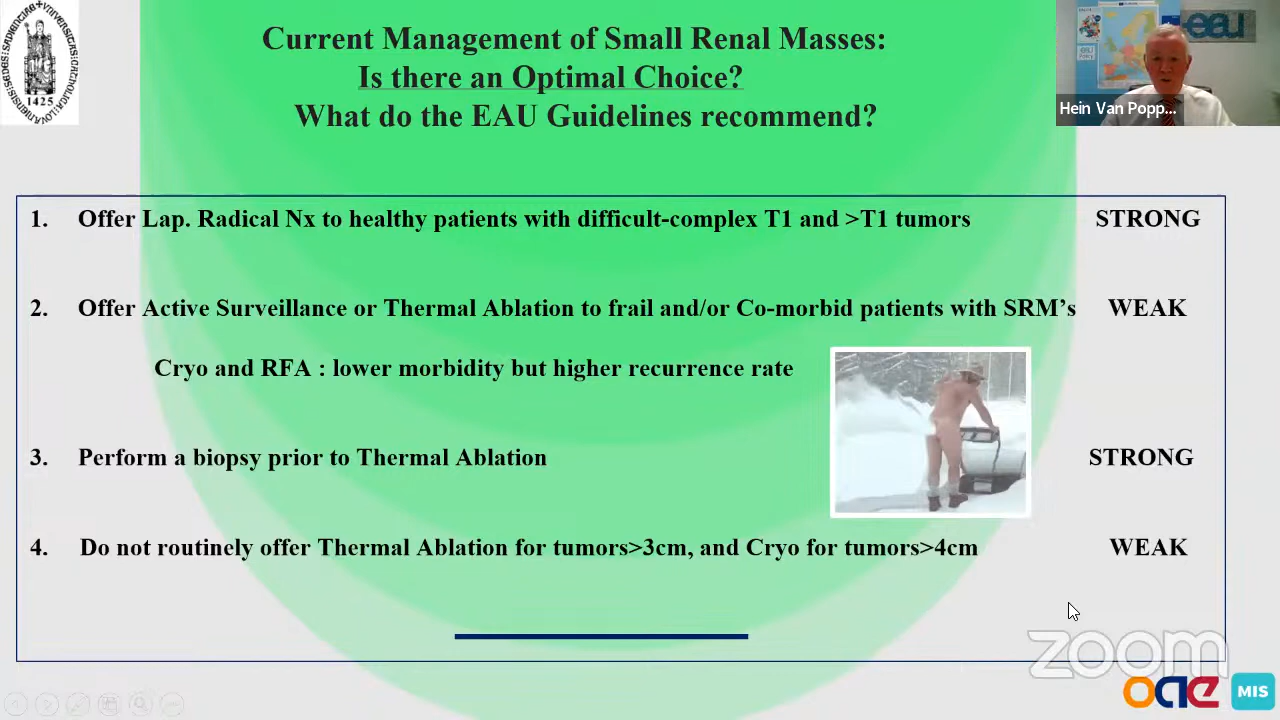 Current Management of Small Renal Masses:
Is there an Optimal Choice?
What do the EAU Guidelines recommend?
eau
Hein Van Popp...
1425
1. Offer Lap. Radical Nx to healthy patients with difficult-complex T1 and >T1 tumors STRONG
2. Offer Active Surveillance or Thermal Ablation to frail and/or Co-morbid patients with SRM’s WEAK
Cryo and RFA : lower morbidity but higher recurrence rate
3. Perform a biopsy prior to Thermal Ablation STRONG
4. Do not routinely offer Thermal Ablation for tumors>3cm, and Cryo for tumors>4cm WEAK
zoom
oae MIS